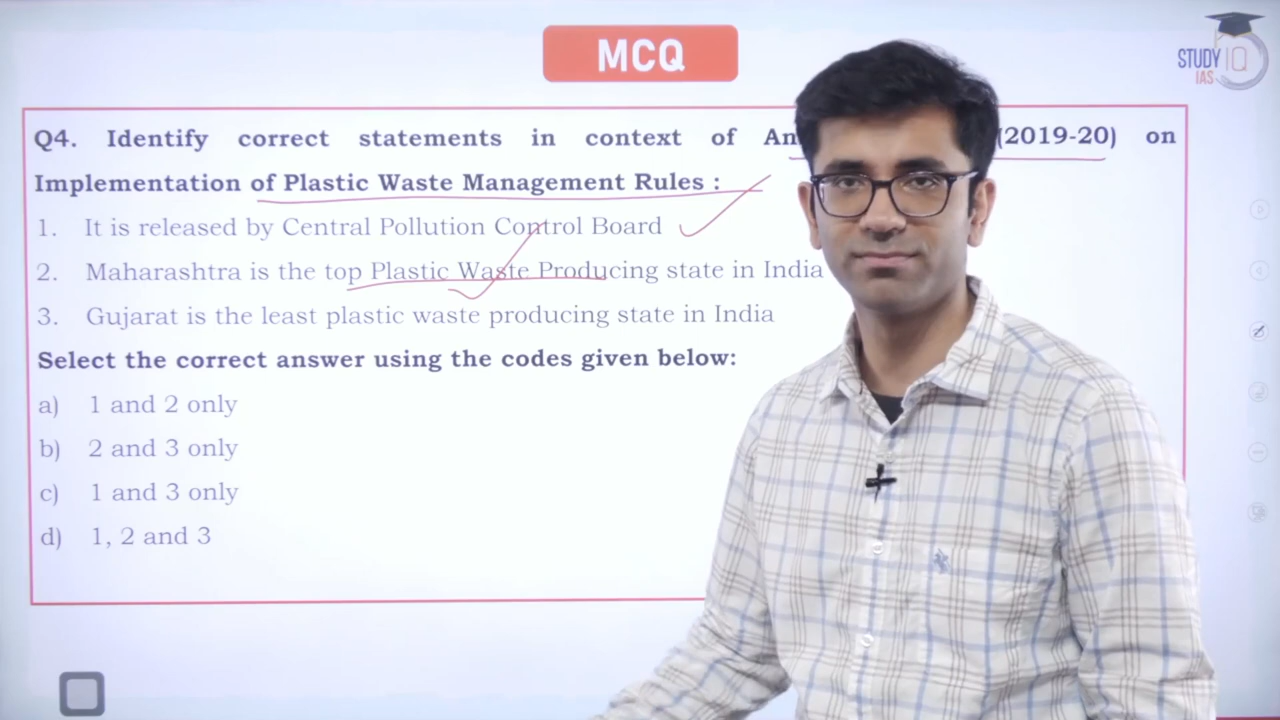 MCQ
STUDY IQ
IAS
Q4. Identify correct statements in context of An (2019-20) on
Implementation of Plastic Waste Management Rules :
1. It is released by Central Pollution Control Board
2. Maharashtra is the top Plastic Waste Producing state in India
3. Gujarat is the least plastic waste producing state in India
Select the correct answer using the codes given below:
a) 1 and 2 only
b) 2 and 3 only
c) 1 and 3 only
d) 1, 2 and 3